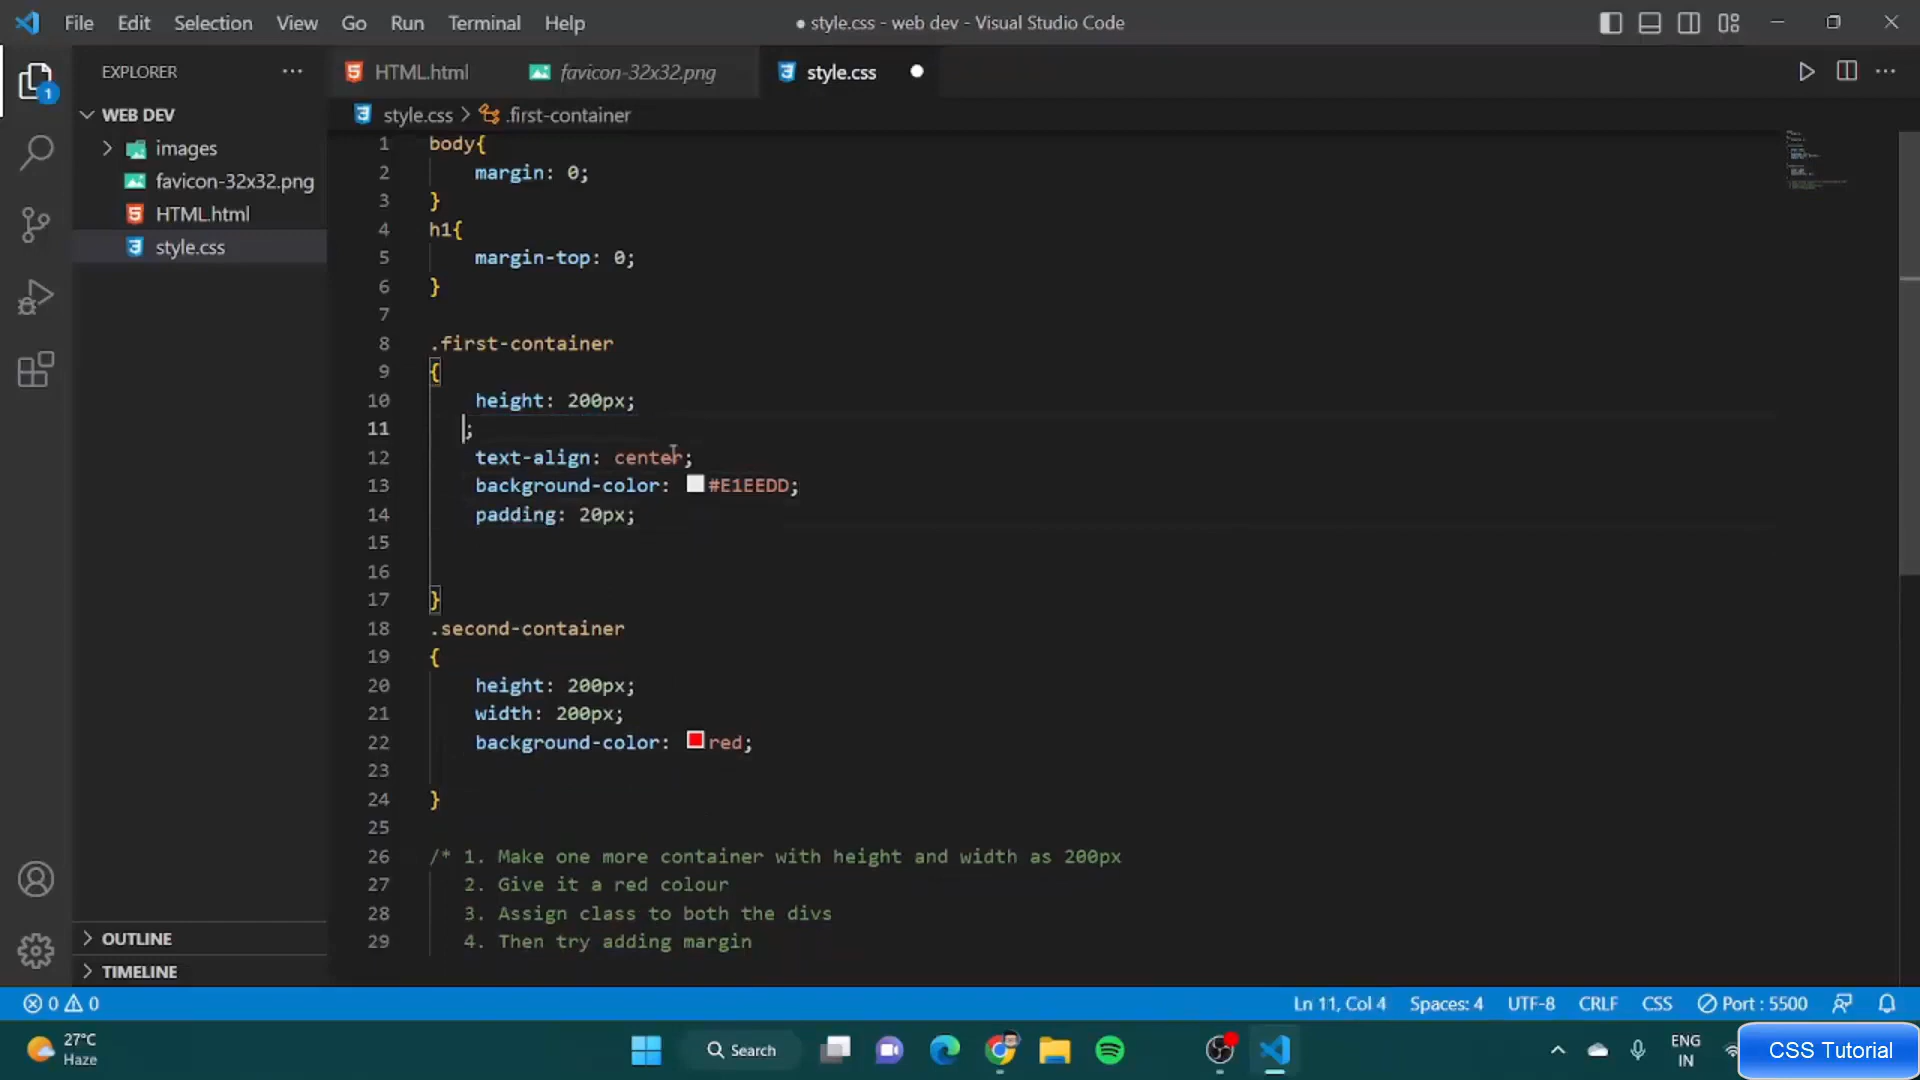 File Edit Selection View Go Run Terminal Help
● style.css - web dev - Visual Studio Code
EXPLORER
HTML.html
favicon-32x32.png
style.css
1
WEB DEV
style.css > .first-container
images
favicon-32x32.png
HTML.html
style.css
1 body{
2 margin: 0;
3 }
4 h1{
5 margin-top: 0;
6 }
7
8 .first-container
9 {
10 height: 200px;
11 ;
12 text-align: center;
13 background-color: #E1EEDD;
14 padding: 20px;
15
16
17 }
18 .second-container
19 {
20 height: 200px;
21 width: 200px;
22 background-color: red;
23
24 }
25
26 /* 1. Make one more container with height and width as 200px
27 2. Give it a red colour
28 3. Assign class to both the divs
29 4. Then try adding margin
OUTLINE
TIMELINE
0 0
Ln 11, Col 4 Spaces: 4 UTF-8 CRLF CSS Port : 5500
27°C
Haze
Search
ENG
IN
CSS Tutorial